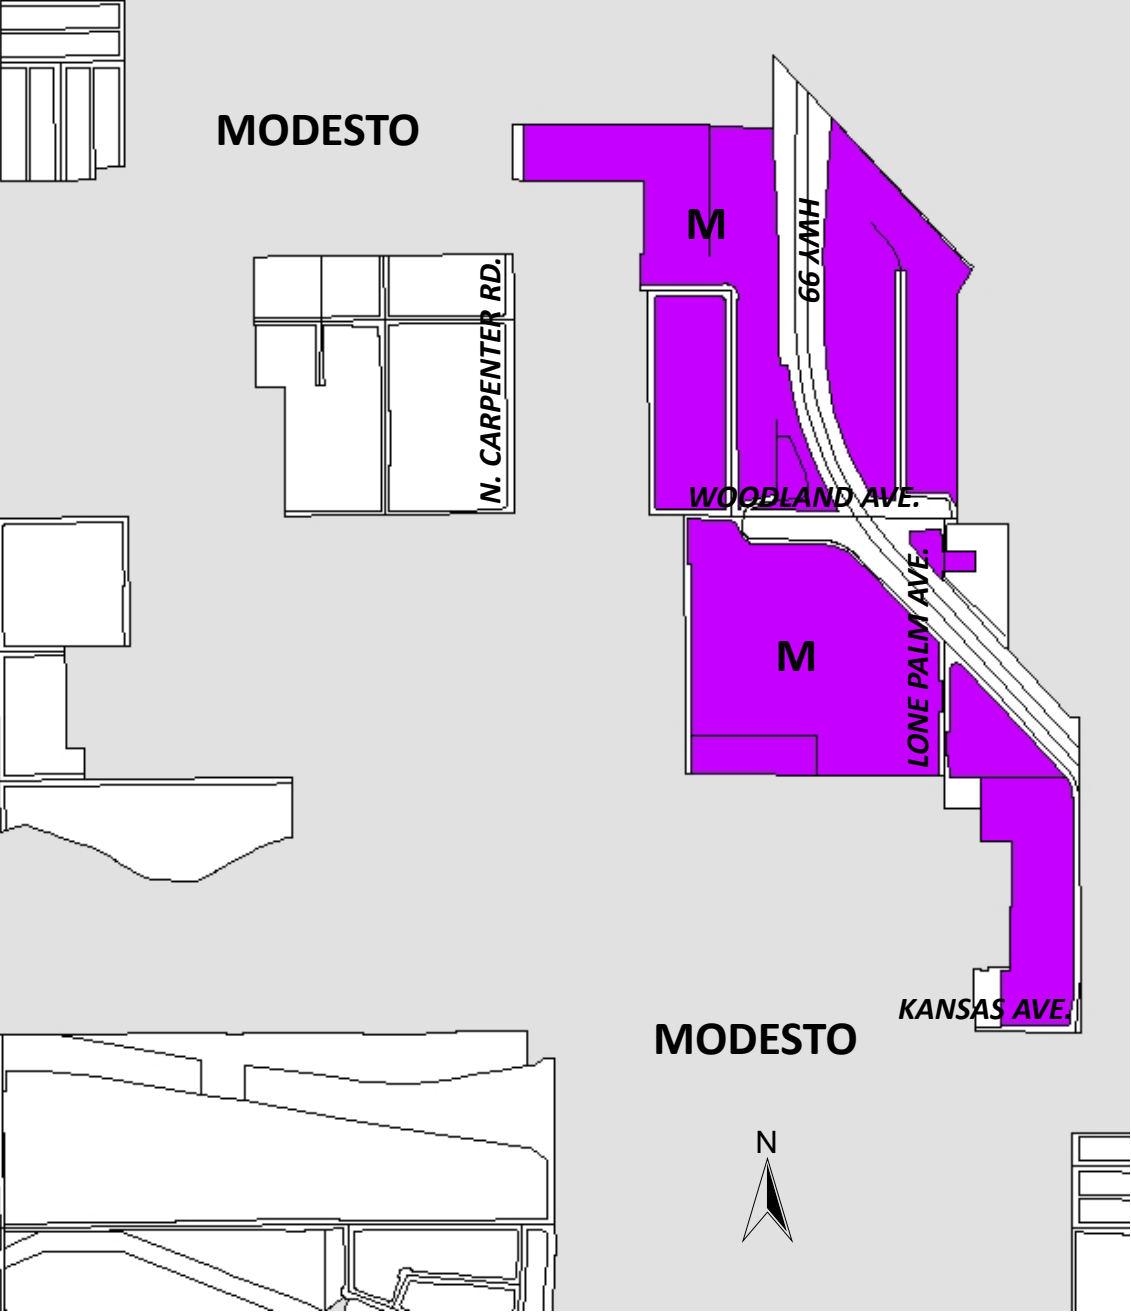 MODESTO
M
HWY 99
N. CARPENTER RD.
WOODLAND AVE.
LONE PALM AVE.
M
KANSAS AVE.
MODESTO
N